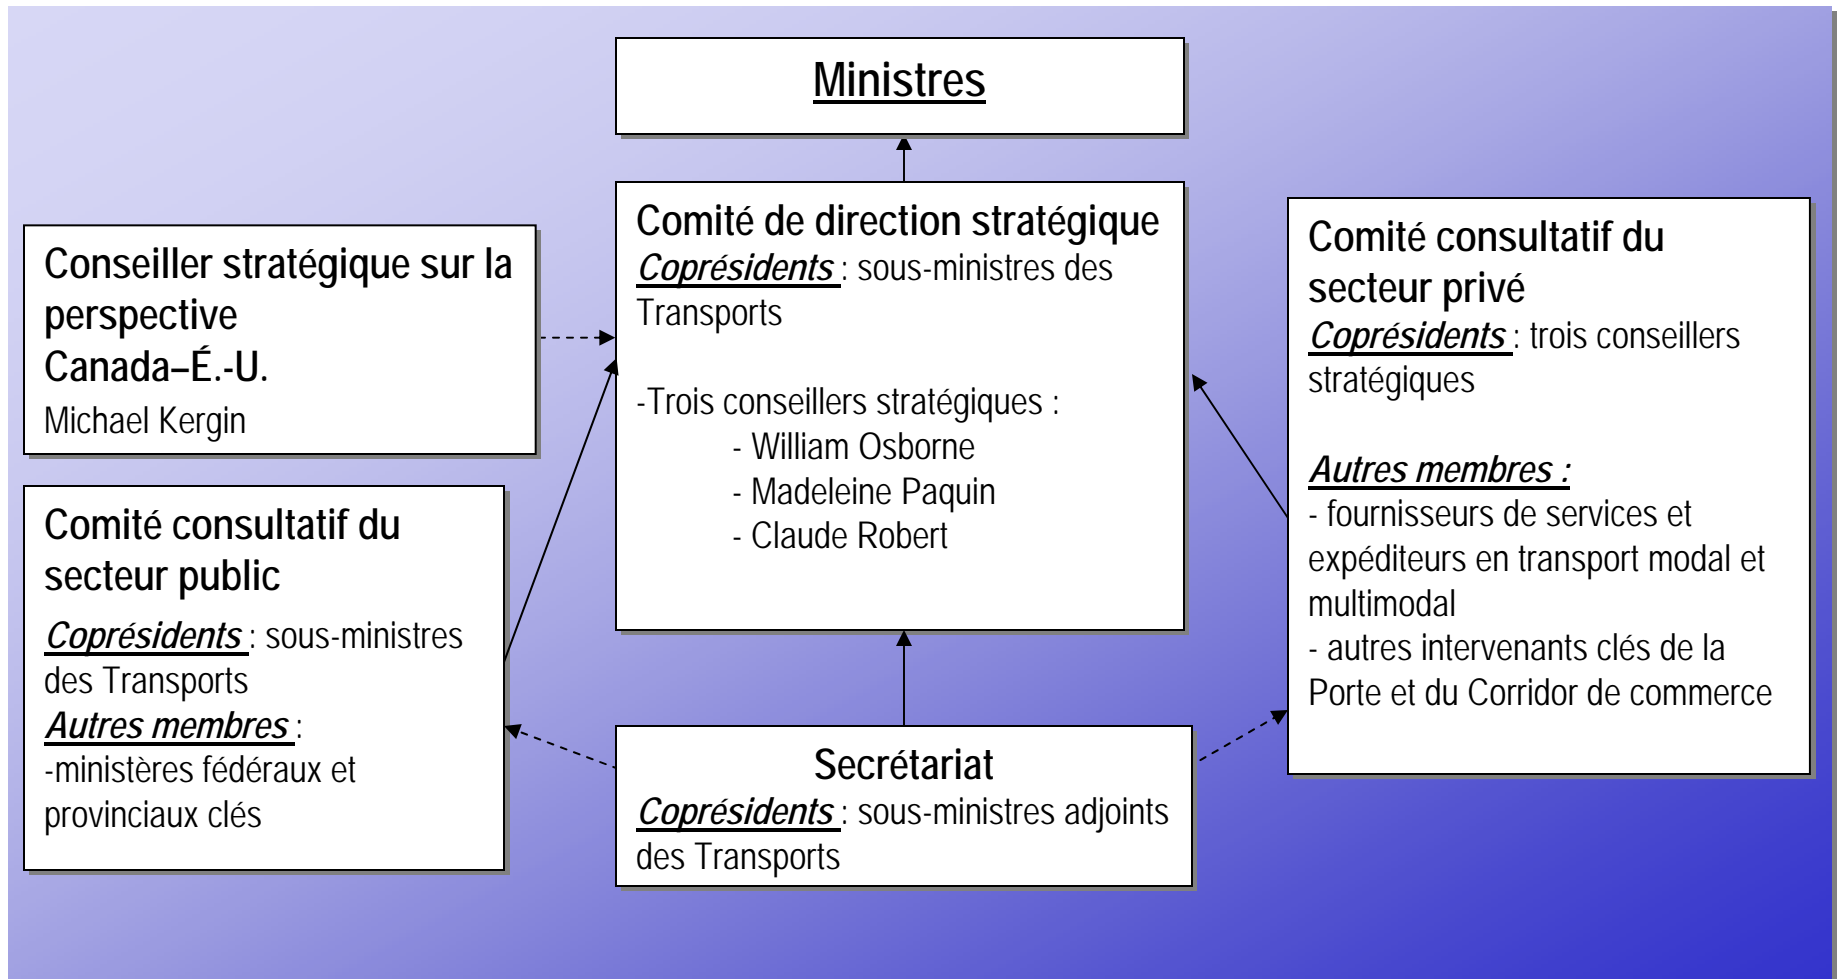 Ministres
Comité de direction stratégique
Coprésidents : sous-ministres des
Transports
-Trois conseillers stratégiques :
- William Osborne
- Madeleine Paquin
- Claude Robert
Conseiller stratégique sur la
perspective
Canada–É.-U.
Michael Kergin
Comité consultatif du
secteur public
Coprésidents : sous-ministres
des Transports
Autres membres :
-ministères fédéraux et
provinciaux clés
Comité consultatif du
secteur privé
Coprésidents : trois conseillers
stratégiques
Autres membres :
- fournisseurs de services et
expéditeurs en transport modal et
multimodal
- autres intervenants clés de la
Porte et du Corridor de commerce
Secrétariat
Coprésidents : sous-ministres adjoints
des Transports